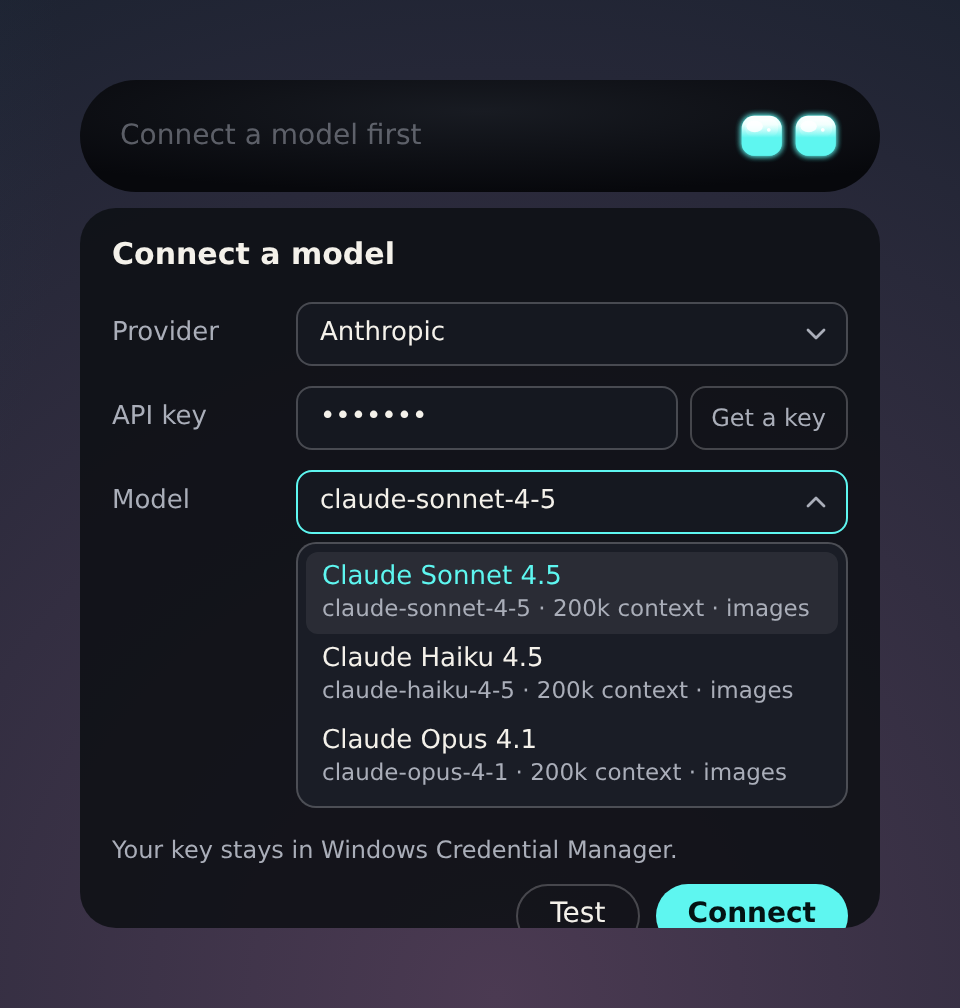 Connect a model first
Connect a model
Provider
Anthropic
API key
•••••••
Get a key
Model
claude-sonnet-4-5
Claude Sonnet 4.5
claude-sonnet-4-5 · 200k context · images
Claude Haiku 4.5
claude-haiku-4-5 · 200k context · images
Claude Opus 4.1
claude-opus-4-1 · 200k context · images
Your key stays in Windows Credential Manager.
Test
Connect